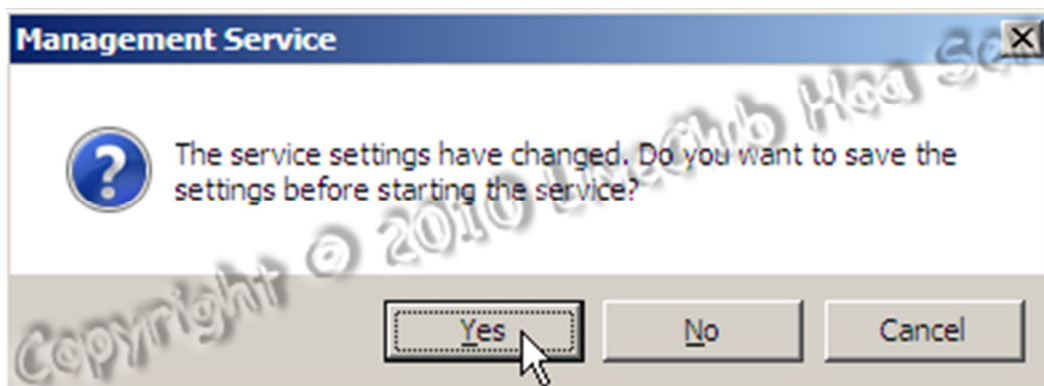 Management Service
The service settings have changed. Do you want to save the
settings before starting the service?
Yes
No
Cancel
Copyright © 2010 Hoa